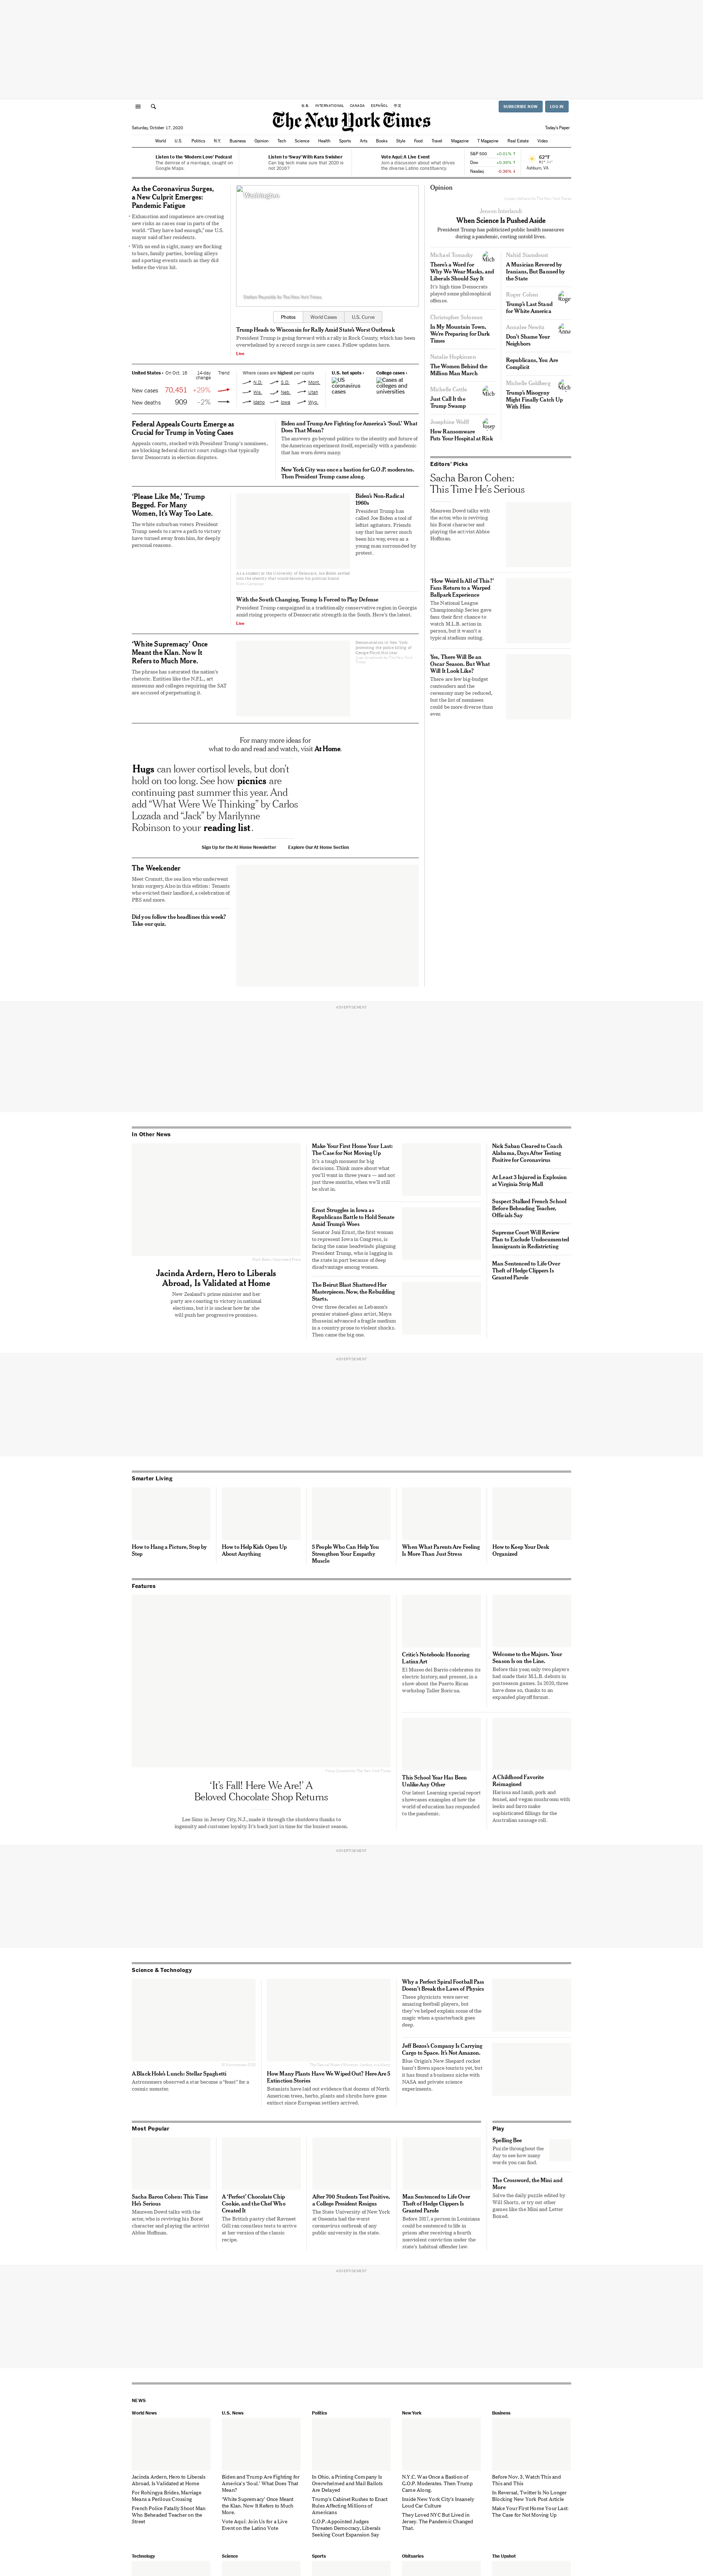 U.S. INTERNATIONAL CANADA ESPAÑOL 中文
SUBSCRIBE NOW LOG IN
The New York Times
Saturday, October 17, 2020
Today's Paper
World U.S. Politics N.Y. Business Opinion Tech Science Health Sports Arts Books Style Food Travel Magazine T Magazine Real Estate Video
Listen to the 'Modern Love' Podcast
The demise of a marriage, caught on
Google Maps.
Listen to 'Sway' With Kara Swisher
Can big tech make sure that 2020 is
not 2016?
Vote Aquí: A Live Event
Join a discussion about what drives
the diverse Latino constituency.
S&P 500 +0.01% ↑
Dow +0.39% ↑
Nasdaq -0.36% ↓
62°F
Ashburn, VA
As the Coronavirus Surges,
a New Culprit Emerges:
Pandemic Fatigue
• Exhaustion and impatience are creating
new risks as cases soar in parts of the
world. “They have had enough,” one U.S.
mayor said of her residents.
• With no end in sight, many are flocking
to bars, family parties, bowling alleys
and sporting events much as they did
before the virus hit.
Washington
Stefani Reynolds for The New York Times
Photos World Cases U.S. Curve
Trump Heads to Wisconsin for Rally Amid State’s Worst Outbreak
President Trump is going forward with a rally in Rock County, which has been
overwhelmed by a record surge in new cases. Follow updates here.
Live
United States › On Oct. 16 14-day
change Trend
New cases 70,451 +29%
New deaths 909 –2%
Where cases are highest per capita
N.D. S.D. Mont.
Wis. Neb. Utah
Idaho Iowa Wyo.
U.S. hot spots ›
US
coronavirus
cases
College cases ›
Cases at
colleges and
universities
Federal Appeals Courts Emerge as
Crucial for Trump in Voting Cases
Appeals courts, stocked with President Trump’s nominees,
are blocking federal district court rulings that typically
favor Democrats in election disputes.
Biden and Trump Are Fighting for America’s ‘Soul.’ What
Does That Mean?
The answers go beyond politics to the identity and future of
the American experiment itself, especially with a pandemic
that has worn down many.
New York City was once a bastion for G.O.P. moderates.
Then President Trump came along.
‘Please Like Me,’ Trump
Begged. For Many
Women, It’s Way Too Late.
The white suburban voters President
Trump needs to carve a path to victory
have turned away from him, for deeply
personal reasons.
As a student at the University of Delaware, Joe Biden settled
into the identity that would become his political brand.
Biden Campaign
Biden’s Non-Radical
1960s
President Trump has
called Joe Biden a tool of
leftist agitators. Friends
say that has never much
been his way, even as a
young man surrounded by
protest.
With the South Changing, Trump Is Forced to Play Defense
President Trump campaigned in a traditionally conservative region in Georgia
amid rising prospects of Democratic strength in the South. Here’s the latest.
Live
‘White Supremacy’ Once
Meant the Klan. Now It
Refers to Much More.
The phrase has saturated the nation’s
rhetoric. Entities like the N.F.L., art
museums and colleges requiring the SAT
are accused of perpetuating it.
Demonstrators in New York
protesting the police killing of
George Floyd this year.
For many more ideas for
what to do and read and watch, visit At Home.
Hugs can lower cortisol levels, but don’t
hold on too long. See how picnics are
continuing past summer this year. And
add “What Were We Thinking” by Carlos
Lozada and “Jack” by Marilynne
Robinson to your reading list.
Sign Up for the At Home Newsletter Explore Our At Home Section
The Weekender
Meet Cronutt, the sea lion who underwent
brain surgery. Also in this edition: Tenants
who evicted their landlord, a celebration of
PBS and more.
Did you follow the headlines this week?
Take our quiz.
Opinion
Jeneen Interlandi
When Science Is Pushed Aside
President Trump has politicized public health measures
during a pandemic, costing untold lives.
Michael Tomasky
There’s a Word for
Why We Wear Masks, and
Liberals Should Say It
It’s high time Democrats
played some philosophical
offense.
Mich
Christopher Solomon
In My Mountain Town,
We’re Preparing for Dark
Times
Natalie Hopkinson
The Women Behind the
Million Man March
Michelle Cottle
Just Call It the
Trump Swamp
Mich
Josephine Wolff
How Ransomware
Puts Your Hospital at Risk
Josep
Nahid Siamdoust
A Musician Revered by
Iranians, But Banned by
the State
Roger Cohen
Trump’s Last Stand
for White America
Roger
Annalee Newitz
Don’t Shame Your
Neighbors
Anna
Republicans, You Are
Complicit
Michelle Goldberg
Trump’s Misogyny
Might Finally Catch Up
With Him
Mich
Editors’ Picks
Sacha Baron Cohen:
This Time He’s Serious
Maureen Dowd talks with
the actor, who is reviving
his Borat character and
playing the activist Abbie
Hoffman.
‘How Weird Is All of This?’
Fans Return to a Warped
Ballpark Experience
The National League
Championship Series gave
fans their first chance to
watch M.L.B. action in
person, but it wasn’t a
typical stadium outing.
Yes, There Will Be an
Oscar Season. But What
Will It Look Like?
There are few big-budget
contenders and the
ceremony may be reduced,
but the list of nominees
could be more diverse than
ever.
ADVERTISEMENT
In Other News
Jacinda Ardern, Hero to Liberals
Abroad, Is Validated at Home
New Zealand’s prime minister and her
party are coasting to victory in national
elections, but it is unclear how far she
will push her progressive promises.
Make Your First Home Your Last:
The Case for Not Moving Up
It’s a tough moment for big
decisions. Think more about what
you’ll want in three years — and not
just three months, when we’ll still
be stuck in.
Ernst Struggles in Iowa as
Republicans Battle to Hold Senate
Amid Trump’s Woes
Senator Joni Ernst, the first woman
to represent Iowa in Congress, is
facing the same headwinds plaguing
President Trump, who is lagging in
the state in part because of deep
disadvantage among women.
The Beirut Blast Shattered Her
Masterpieces. Now, the Rebuilding
Starts.
Over three decades as Lebanon’s
premier stained-glass artist, Maya
Husseini advanced a fragile medium
in a country prone to violent shocks.
Then came the big one.
Nick Saban Cleared to Coach
Alabama, Days After Testing
Positive for Coronavirus
At Least 3 Injured in Explosion
at Virginia Strip Mall
Suspect Stalked French School
Before Beheading Teacher,
Officials Say
Supreme Court Will Review
Plan to Exclude Undocumented
Immigrants in Redistricting
Man Sentenced to Life Over
Theft of Hedge Clippers Is
Granted Parole
ADVERTISEMENT
Smarter Living
How to Hang a Picture, Step by
Step
How to Help Kids Open Up
About Anything
5 People Who Can Help You
Strengthen Your Empathy
Muscle
When What Parents Are Feeling
Is More Than Just Stress
How to Keep Your Desk
Organized
Features
‘It’s Fall! Here We Are!’ A
Beloved Chocolate Shop Returns
Lee-Sims in Jersey City, N.J., made it through the shutdown thanks to
ingenuity and customer loyalty. It’s back just in time for the busiest season.
Critic’s Notebook: Honoring
Latinx Art
El Museo del Barrio celebrates its
electric history, and present, in a
show about the Puerto Rican
workshop Taller Boricua.
Welcome to the Majors. Your
Season Is on the Line.
Before this year, only two players
had made their M.L.B. debuts in
postseason games. In 2020, three
have done so, thanks to an
expanded playoff format.
This School Year Has Been
Unlike Any Other
Our latest Learning special report
showcases examples of how the
world of education has responded
to the pandemic.
A Childhood Favorite
Reimagined
Harissa and lamb, pork and
fennel, and vegan mushroom with
leeks and larro make
sophisticated fillings for the
Australian sausage roll.
ADVERTISEMENT
Science & Technology
A Black Hole’s Lunch: Stellar Spaghetti
Astronomers observed a star become a “feast” for a
cosmic monster.
How Many Plants Have We Wiped Out? Here Are 5
Extinction Stories
Botanists have laid out evidence that dozens of North
American trees, herbs, plants and shrubs have gone
extinct since European settlers arrived.
Why a Perfect Spiral Football Pass
Doesn’t Break the Laws of Physics
Three physicists were never
amazing football players, but
they’ve helped explain some of the
magic when a quarterback goes
deep.
Jeff Bezos’s Company Is Carrying
Cargo to Space. It’s Not Amazon.
Blue Origin’s New Shepard rocket
hasn’t flown space tourists yet, but
it has found a business niche with
NASA and private science
experiments.
Most Popular
Sacha Baron Cohen: This Time
He’s Serious
Maureen Dowd talks with the
actor, who is reviving his Borat
character and playing the activist
Abbie Hoffman.
A ‘Perfect’ Chocolate Chip
Cookie, and the Chef Who
Created It
The British pastry chef Ravneet
Gill ran countless tests to arrive
at her version of the classic
recipe.
After 700 Students Test Positive,
a College President Resigns
The State University of New York
at Oneonta had the worst
coronavirus outbreak of any
public university in the state.
Man Sentenced to Life Over
Theft of Hedge Clippers Is
Granted Parole
Before 1997, a person in Louisiana
could be sentenced to life in
prison after receiving a fourth
nonviolent conviction under the
state’s habitual offender law.
Play
Spelling Bee
Puzzle throughout the
day to see how many
words you can find.
The Crossword, the Mini and
More
Solve the daily puzzle edited by
Will Shortz, or try out other
games like the Mini and Letter
Boxed.
ADVERTISEMENT
NEWS
World News
Jacinda Ardern, Hero to Liberals
Abroad, Is Validated at Home
For Rohingya Brides, Marriage
Means a Perilous Crossing
French Police Fatally Shoot Man
Who Beheaded Teacher on the
Street
U.S. News
Biden and Trump Are Fighting for
America’s ‘Soul.’ What Does That
Mean?
‘White Supremacy’ Once Meant
the Klan. Now It Refers to Much
More.
Vote Aquí: Join Us for a Live
Event on the Latino Vote
Politics
In Ohio, a Printing Company Is
Overwhelmed and Mail Ballots
Are Delayed
Trump’s Cabinet Rushes to Enact
Rules Affecting Millions of
Americans
G.O.P.-Appointed Judges
Threaten Democracy, Liberals
Seeking Court Expansion Say
New York
N.Y.C. Was Once a Bastion of
G.O.P. Moderates. Then Trump
Came Along.
Inside New York City’s Insanely
Loud Car Culture
They Loved NYC But Lived in
Jersey. The Pandemic Changed
That.
Business
Before Nov. 3, Watch This and
This and This
In Reversal, Twitter Is No Longer
Blocking New York Post Article
Make Your First Home Your Last:
The Case for Not Moving Up
Technology Science Sports Obituaries The Upshot